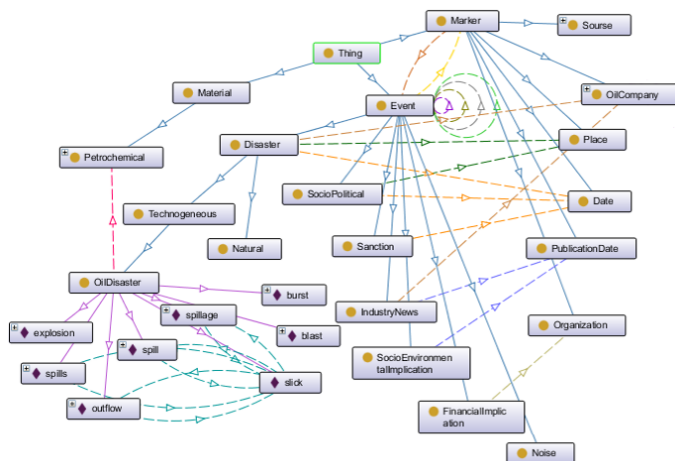 Marker
Sourse
Thing
Material
OilCompany
Event
Place
Disaster
Petrochemical
SocioPolitical
Date
Technogeneous
Natural
Sanction
PublicationDate
OilDisaster
burst
spillage
IndustryNews
Organization
explosion
blast
spill
SocioEnvironmen
talImplication
spills
slick
outflow
FinancialImplic
ation
Noise